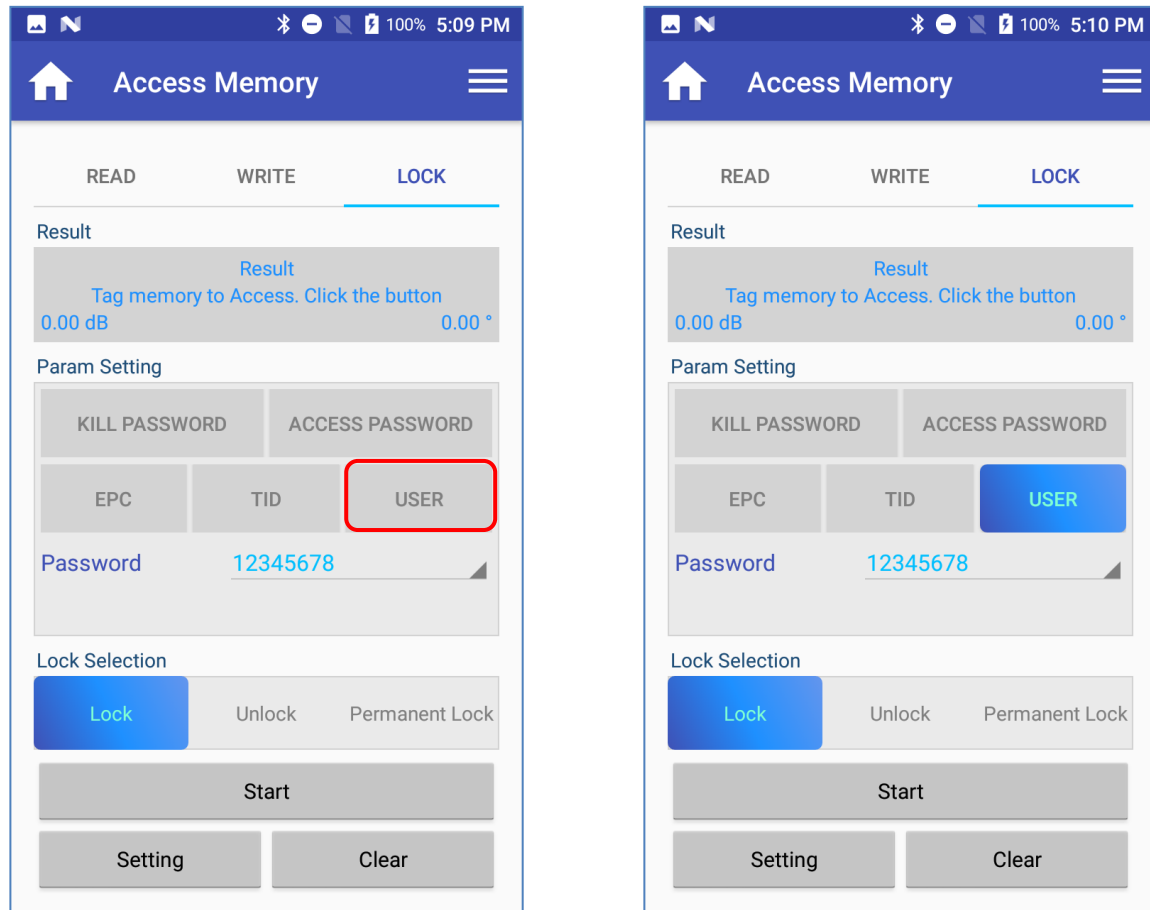 100% 5:09 PM
Access Memory
READ WRITE LOCK
Result
Result
Tag memory to Access. Click the button
0.00 dB 0.00 °
Param Setting
KILL PASSWORD ACCESS PASSWORD
EPC TID USER
Password 12345678
Lock Selection
Lock Unlock Permanent Lock
Start
Setting Clear
100% 5:10 PM
Access Memory
READ WRITE LOCK
Result
Result
Tag memory to Access. Click the button
0.00 dB 0.00 °
Param Setting
KILL PASSWORD ACCESS PASSWORD
EPC TID USER
Password 12345678
Lock Selection
Lock Unlock Permanent Lock
Start
Setting Clear